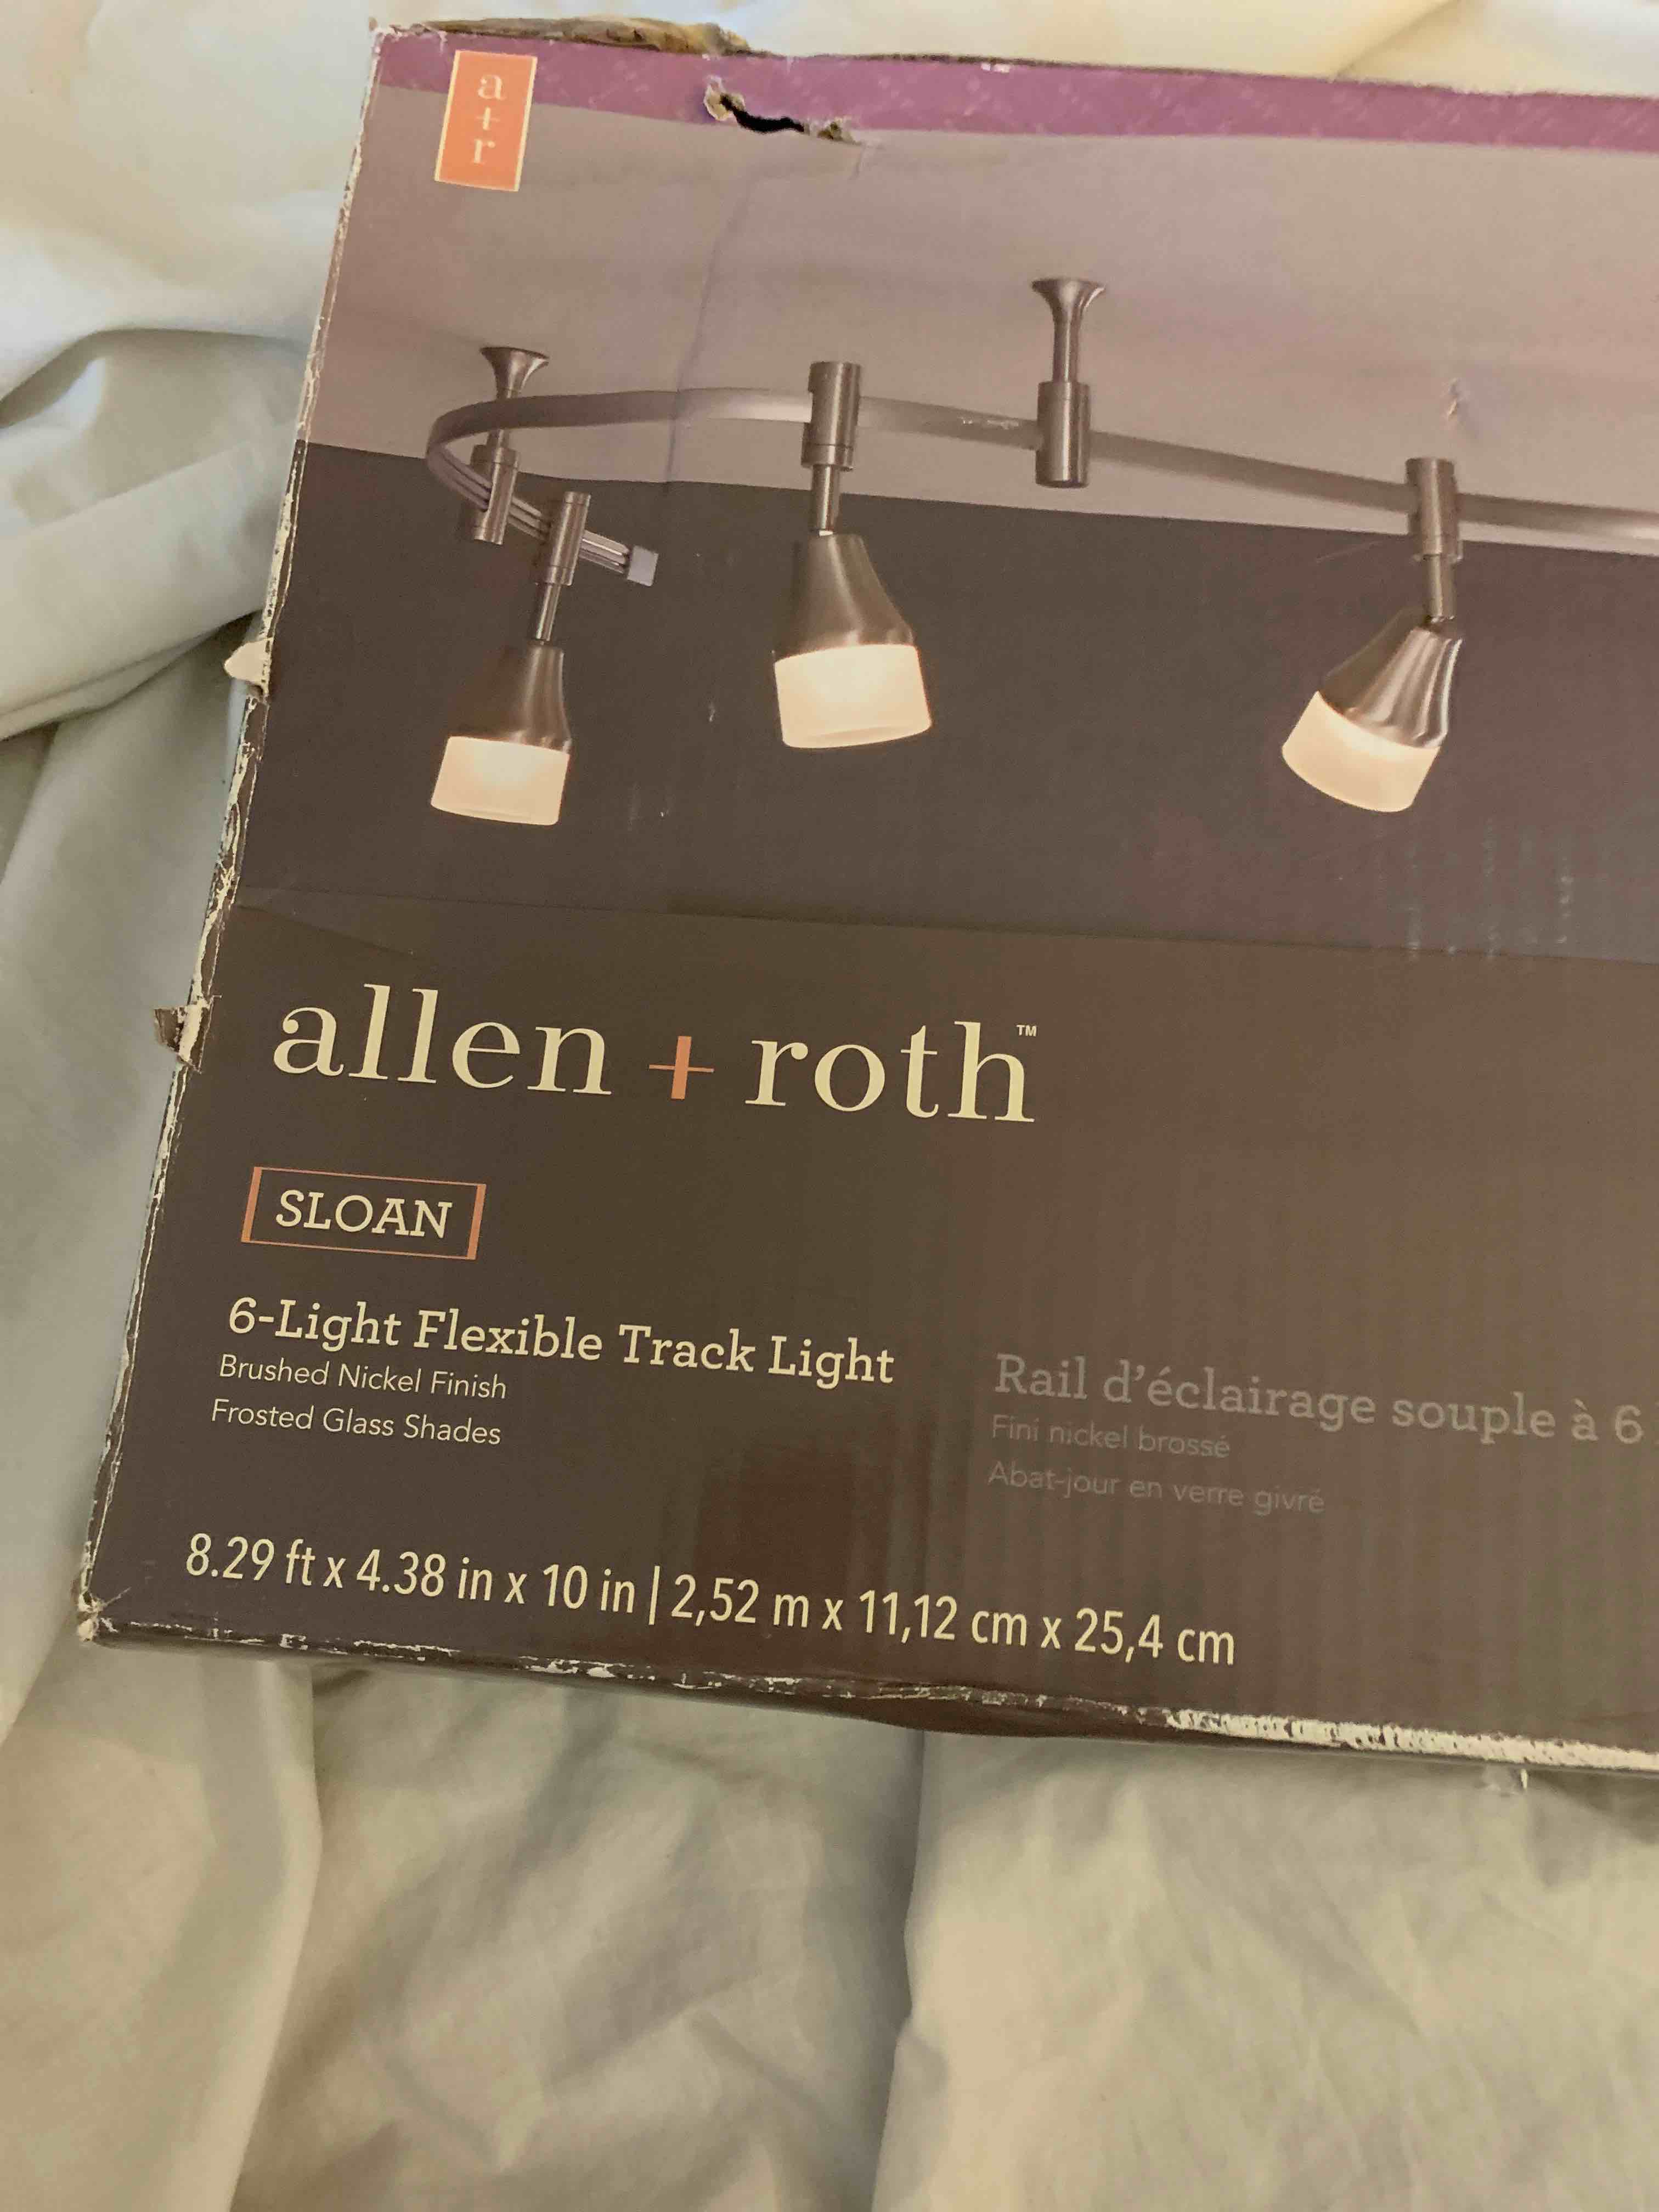 a
+
r
allen + roth™
SLOAN
6-Light Flexible Track Light
Brushed Nickel Finish
Frosted Glass Shades
Rail d'éclairage souple à 6
Fini nickel brossé
Abat-jour en verre givré
8.29 ft x 4.38 in x 10 in | 2,52 m x 11,12 cm x 25,4 cm